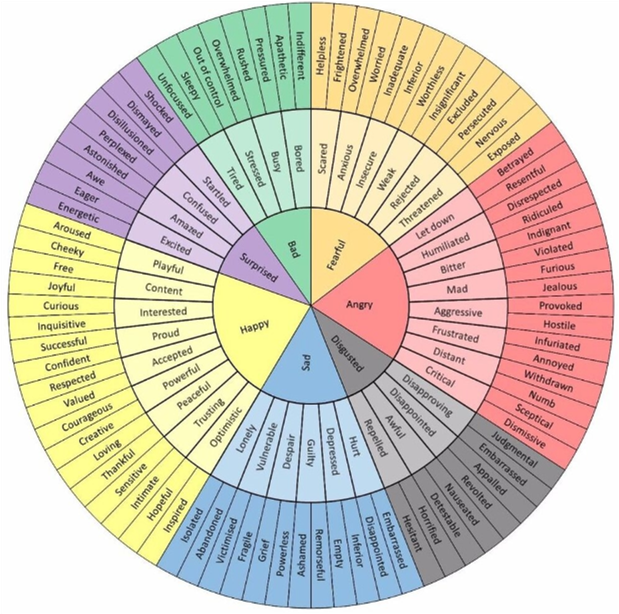 Fearful
Angry
Disgusted
Sad
Happy
Surprised
Bad
Scared
Anxious
Insecure
Weak
Rejected
Threatened
Let down
Humiliated
Bitter
Mad
Aggressive
Frustrated
Distant
Critical
Disapproving
Disappointed
Awful
Repelled
Hurt
Depressed
Guilty
Despair
Vulnerable
Lonely
Optimistic
Trusting
Peaceful
Powerful
Accepted
Proud
Interested
Content
Playful
Excited
Amazed
Confused
Startled
Tired
Stressed
Busy
Bored
Helpless
Frightened
Overwhelmed
Worried
Inadequate
Inferior
Worthless
Insignificant
Excluded
Persecuted
Nervous
Exposed
Betrayed
Resentful
Disrespected
Ridiculed
Indignant
Violated
Furious
Jealous
Provoked
Hostile
Infuriated
Annoyed
Withdrawn
Numb
Sceptical
Dismissive
Judgmental
Embarrassed
Appalled
Revolted
Nauseated
Detestable
Horrified
Hesitant
Embarrassed
Disappointed
Inferior
Empty
Remorseful
Ashamed
Powerless
Grief
Fragile
Victimised
Abandoned
Isolated
Inspired
Hopeful
Intimate
Sensitive
Thankful
Loving
Creative
Courageous
Valued
Respected
Confident
Successful
Inquisitive
Curious
Joyful
Free
Cheeky
Aroused
Energetic
Eager
Awe
Astonished
Perplexed
Disillusioned
Dismayed
Shocked
Unfocussed
Sleepy
Out of control
Overwhelmed
Rushed
Pressured
Apathetic
Indifferent